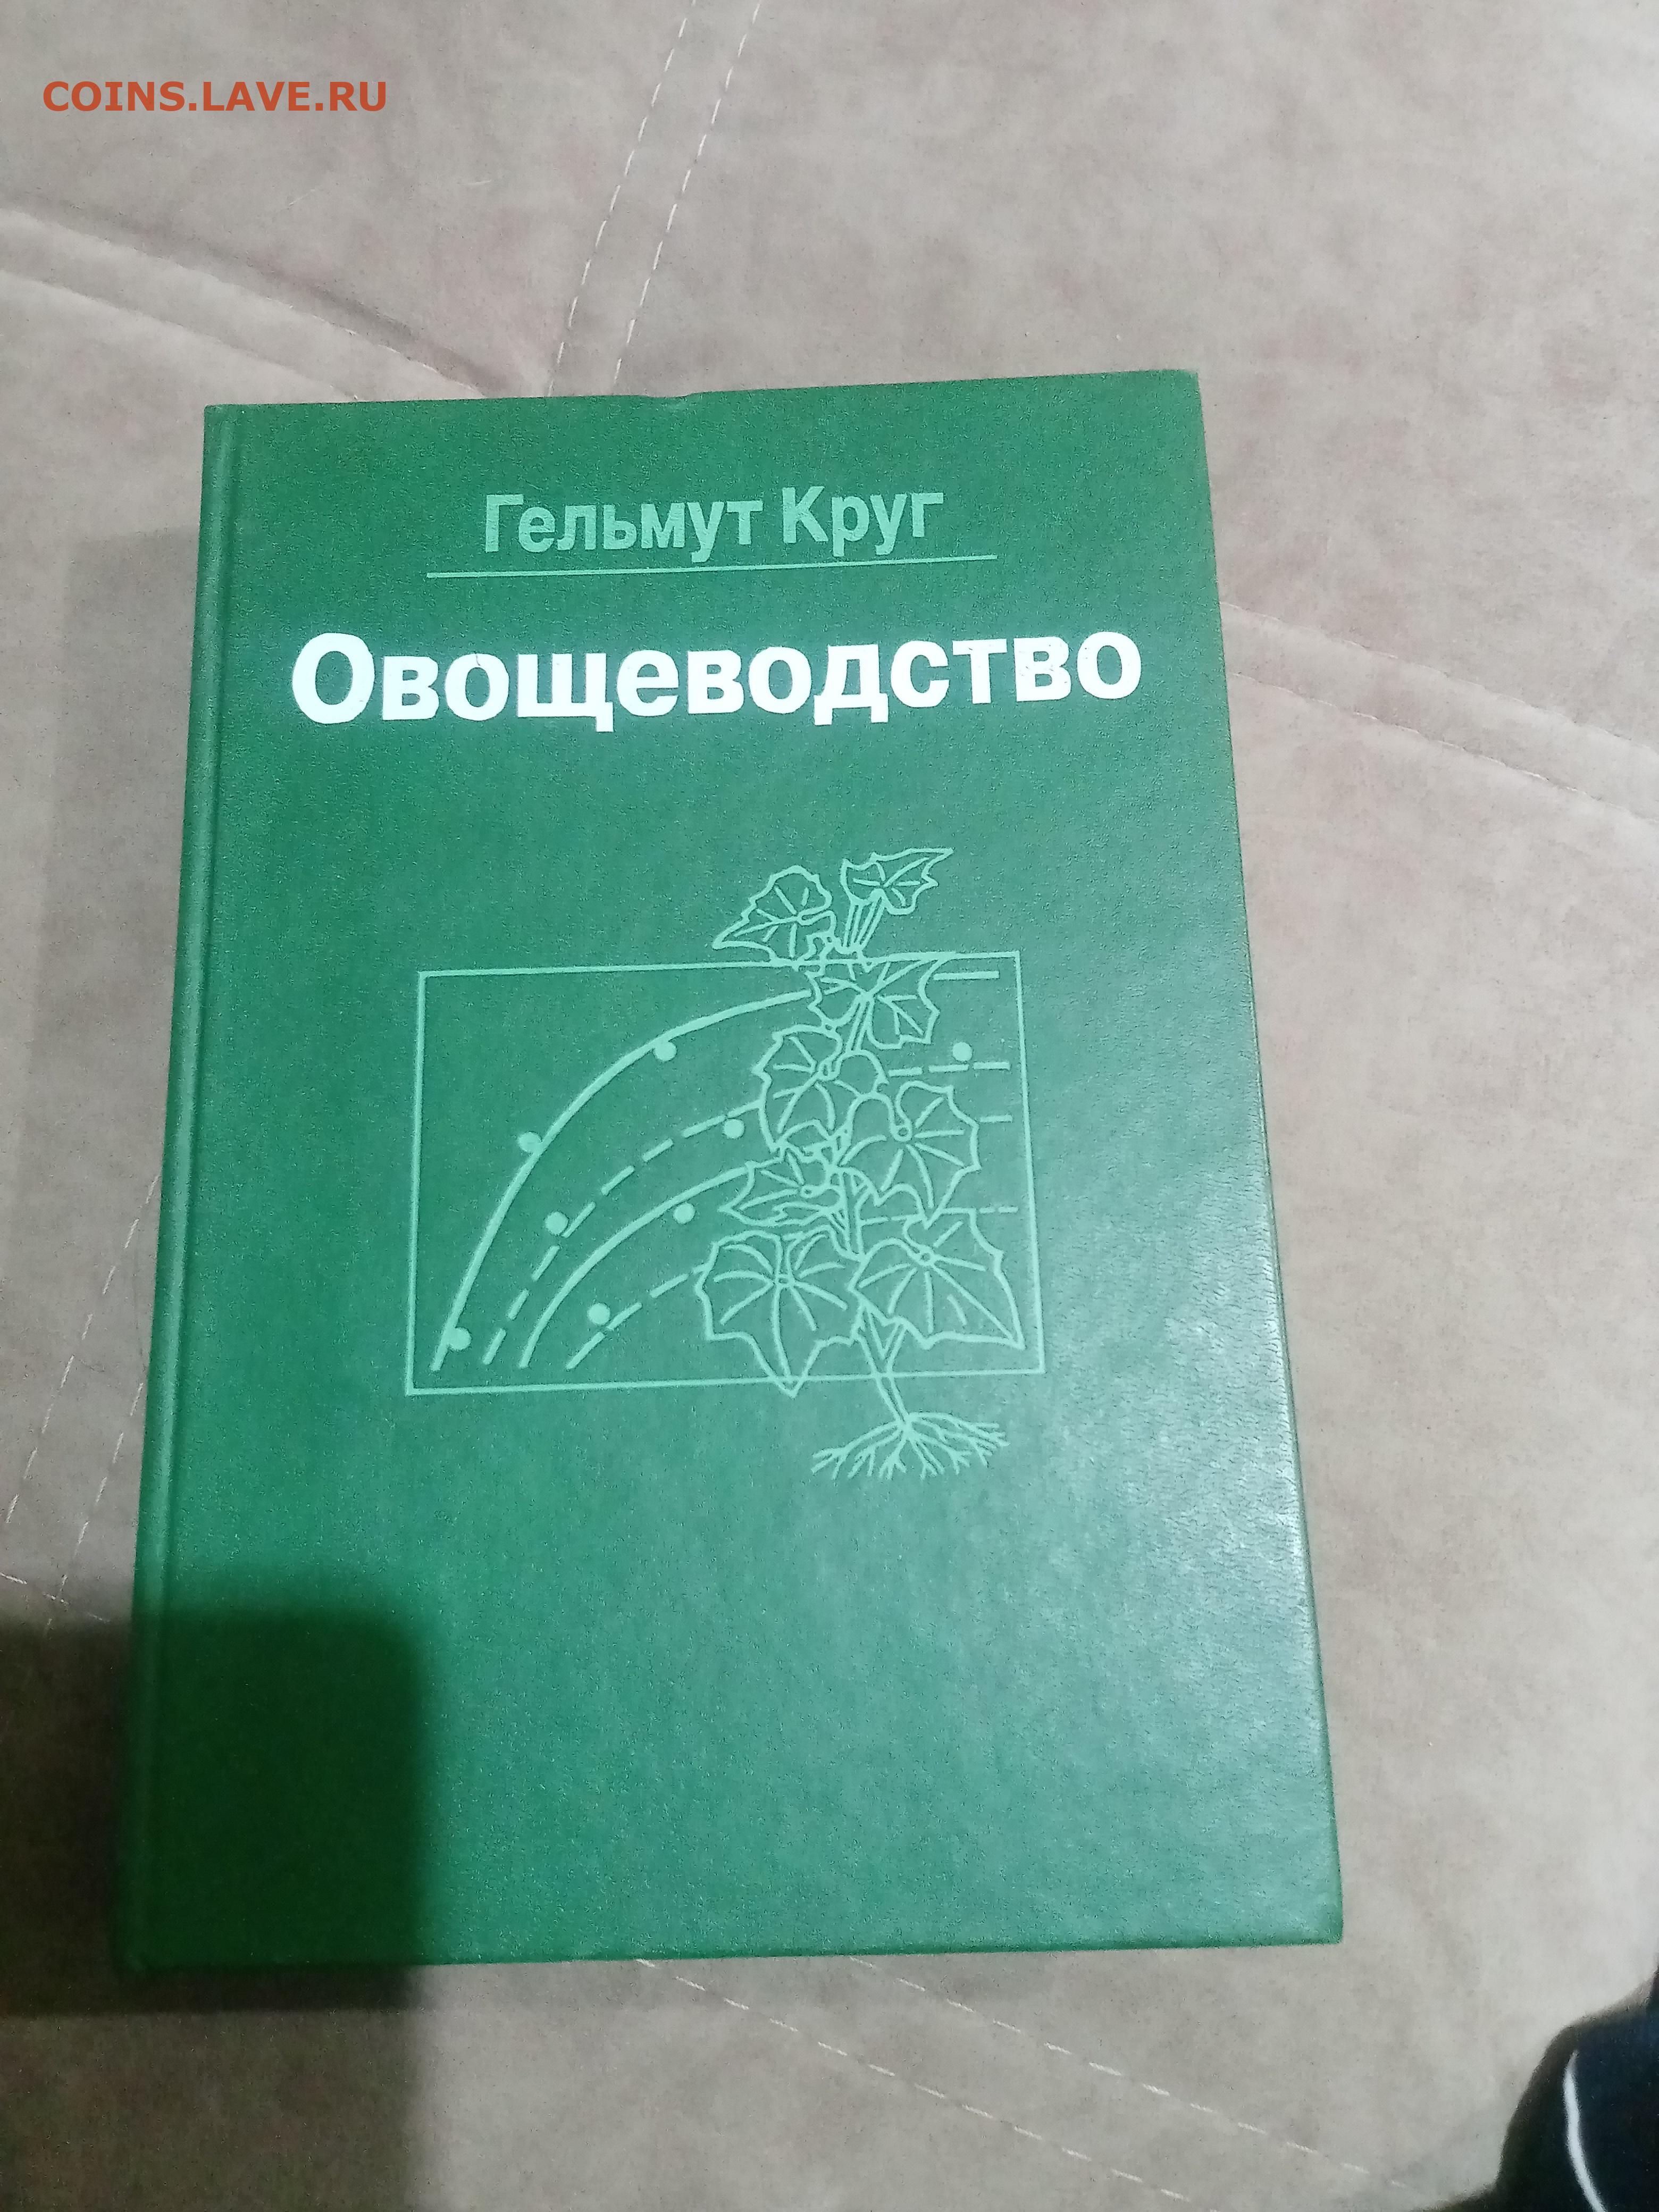 COINS.LAVE.RU
Гельмут Круг
Овощеводство